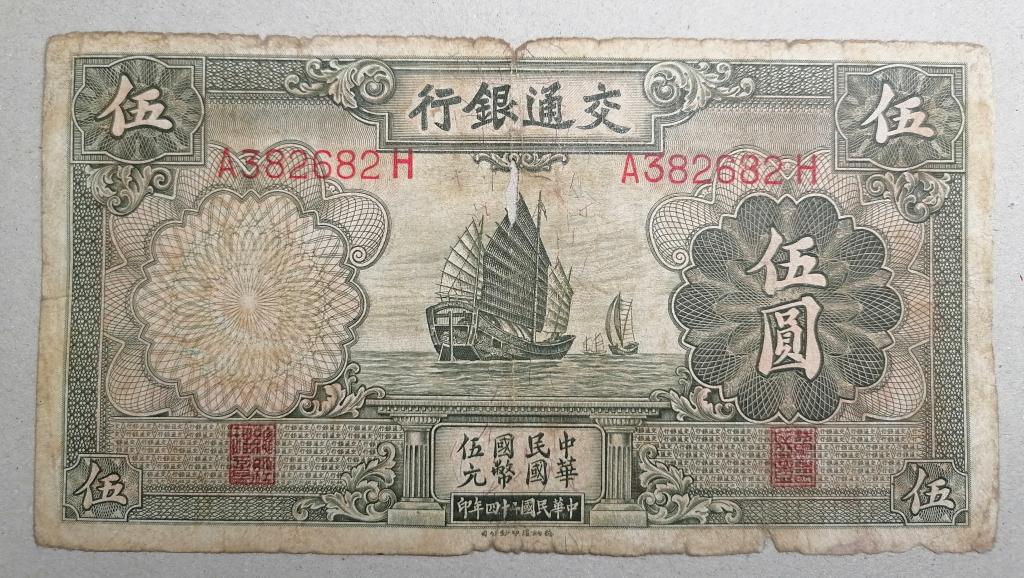 伍
交通銀行
伍
A382682 H
A382682 H
伍圓
中華
民國
國幣
伍元
伍
伍
中華民國二十四年印